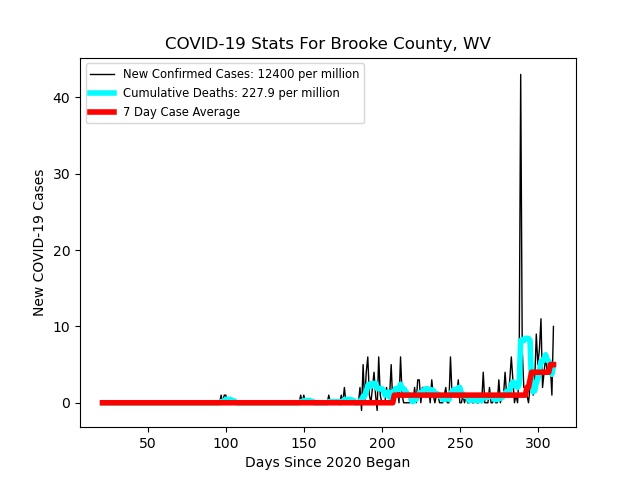 COVID-19 Stats For Brooke County, WV
New Confirmed Cases: 12400 per million
Cumulative Deaths: 227.9 per million
7 Day Case Average
New COVID-19 Cases
40
30
20
10
0
50 100 150 200 250 300
Days Since 2020 Began